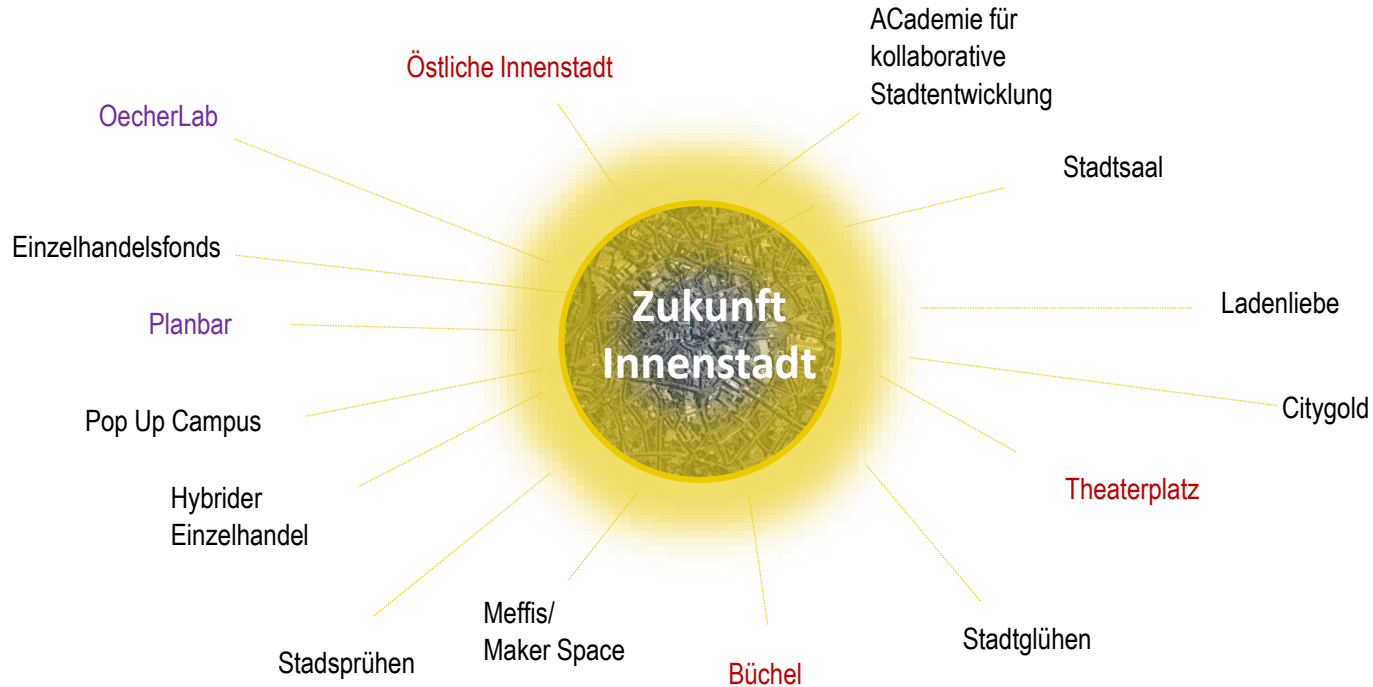 ACademie für
kollaborative
Stadtentwicklung
Östliche Innenstadt
OecherLab
Stadtsaal
Einzelhandelsfonds
Zukunft
Innenstadt
Ladenliebe
Planbar
Citygold
Pop Up Campus
Theaterplatz
Hybrider
Einzelhandel
Meffis/
Maker Space
Stadtglühen
Stadsprühen
Büchel